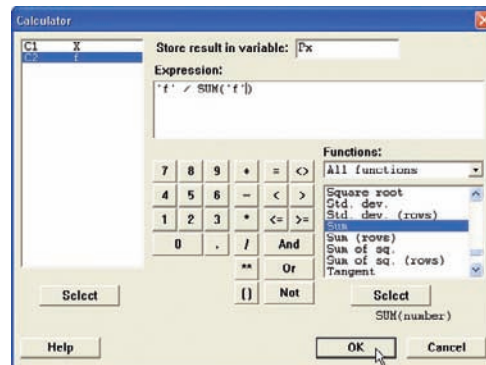 Calculator
C1 X
C2 f
Store result in variable: Px
Expression:
'f' / SUM('f')
Functions:
All functions
7 8 9 + = <>
4 5 6 - < >
1 2 3 * <= >=
0 . / And
** Or
() Not
Square root
Std. dev.
Std. dev. (rows)
Sum
Sum (rows)
Sum of sq.
Sum of sq. (rows)
Tangent
Select
Select
SUM(number)
Help
OK
Cancel